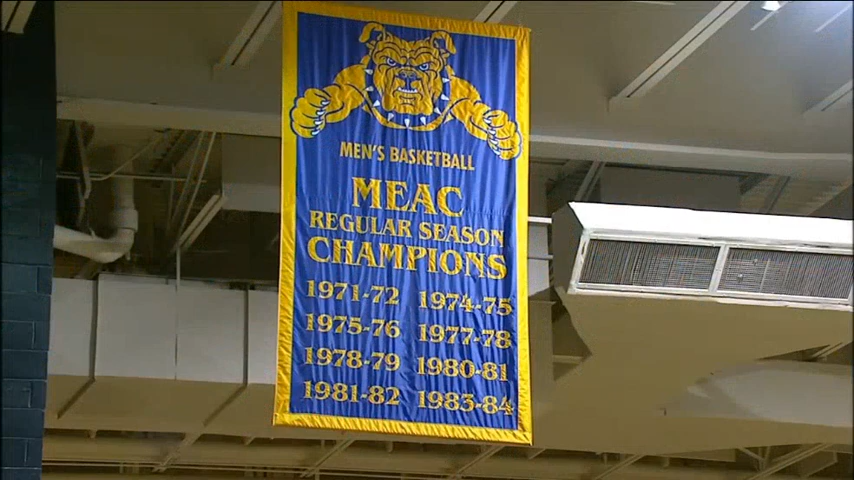 MEN'S BASKETBALL
MEAC
REGULAR SEASON
CHAMPIONS
1971-72 1974-75
1975-76 1977-78
1978-79 1980-81
1981-82 1983-84